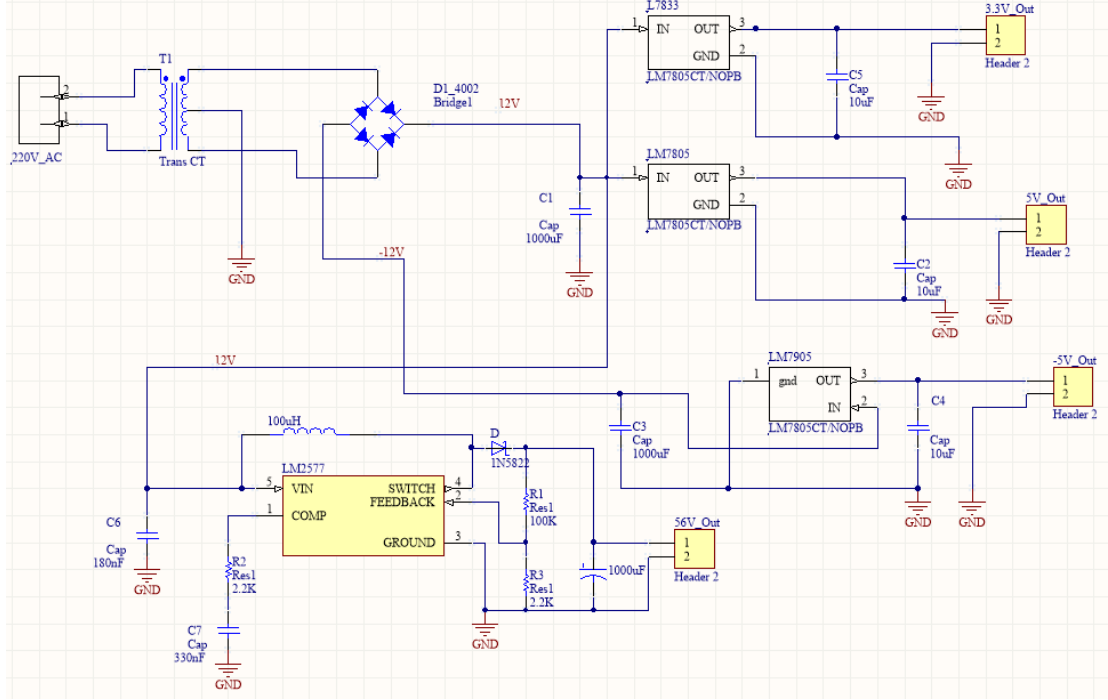 L7833
3.3V_Out
1 IN OUT 3
1
GND 2
2
LM7805CT/NOPB
Header 2
C5
Cap
10uF
GND
GND
T1
2
1
220V_AC
Trans CT
GND
D1_4002
Bridge1
12V
-12V
C1
Cap
1000uF
GND
LM7805
1 IN OUT 3
GND 2
LM7805CT/NOPB
5V_Out
1
2
Header 2
C2
Cap
10uF
GND
GND
12V
LM7905
1 gnd OUT 3
IN 2
LM7805CT/NOPB
-5V_Out
1
2
Header 2
C4
Cap
10uF
GND
GND
C3
Cap
1000uF
100uH
D
1N5822
LM2577
5 VIN SWITCH 4
FEEDBACK 2
1 COMP
GROUND 3
R1
Res1
100K
R3
Res1
2.2K
1000uF
56V_Out
1
2
Header 2
GND
C6
Cap
180nF
GND
R2
Res1
2.2K
C7
Cap
330nF
GND